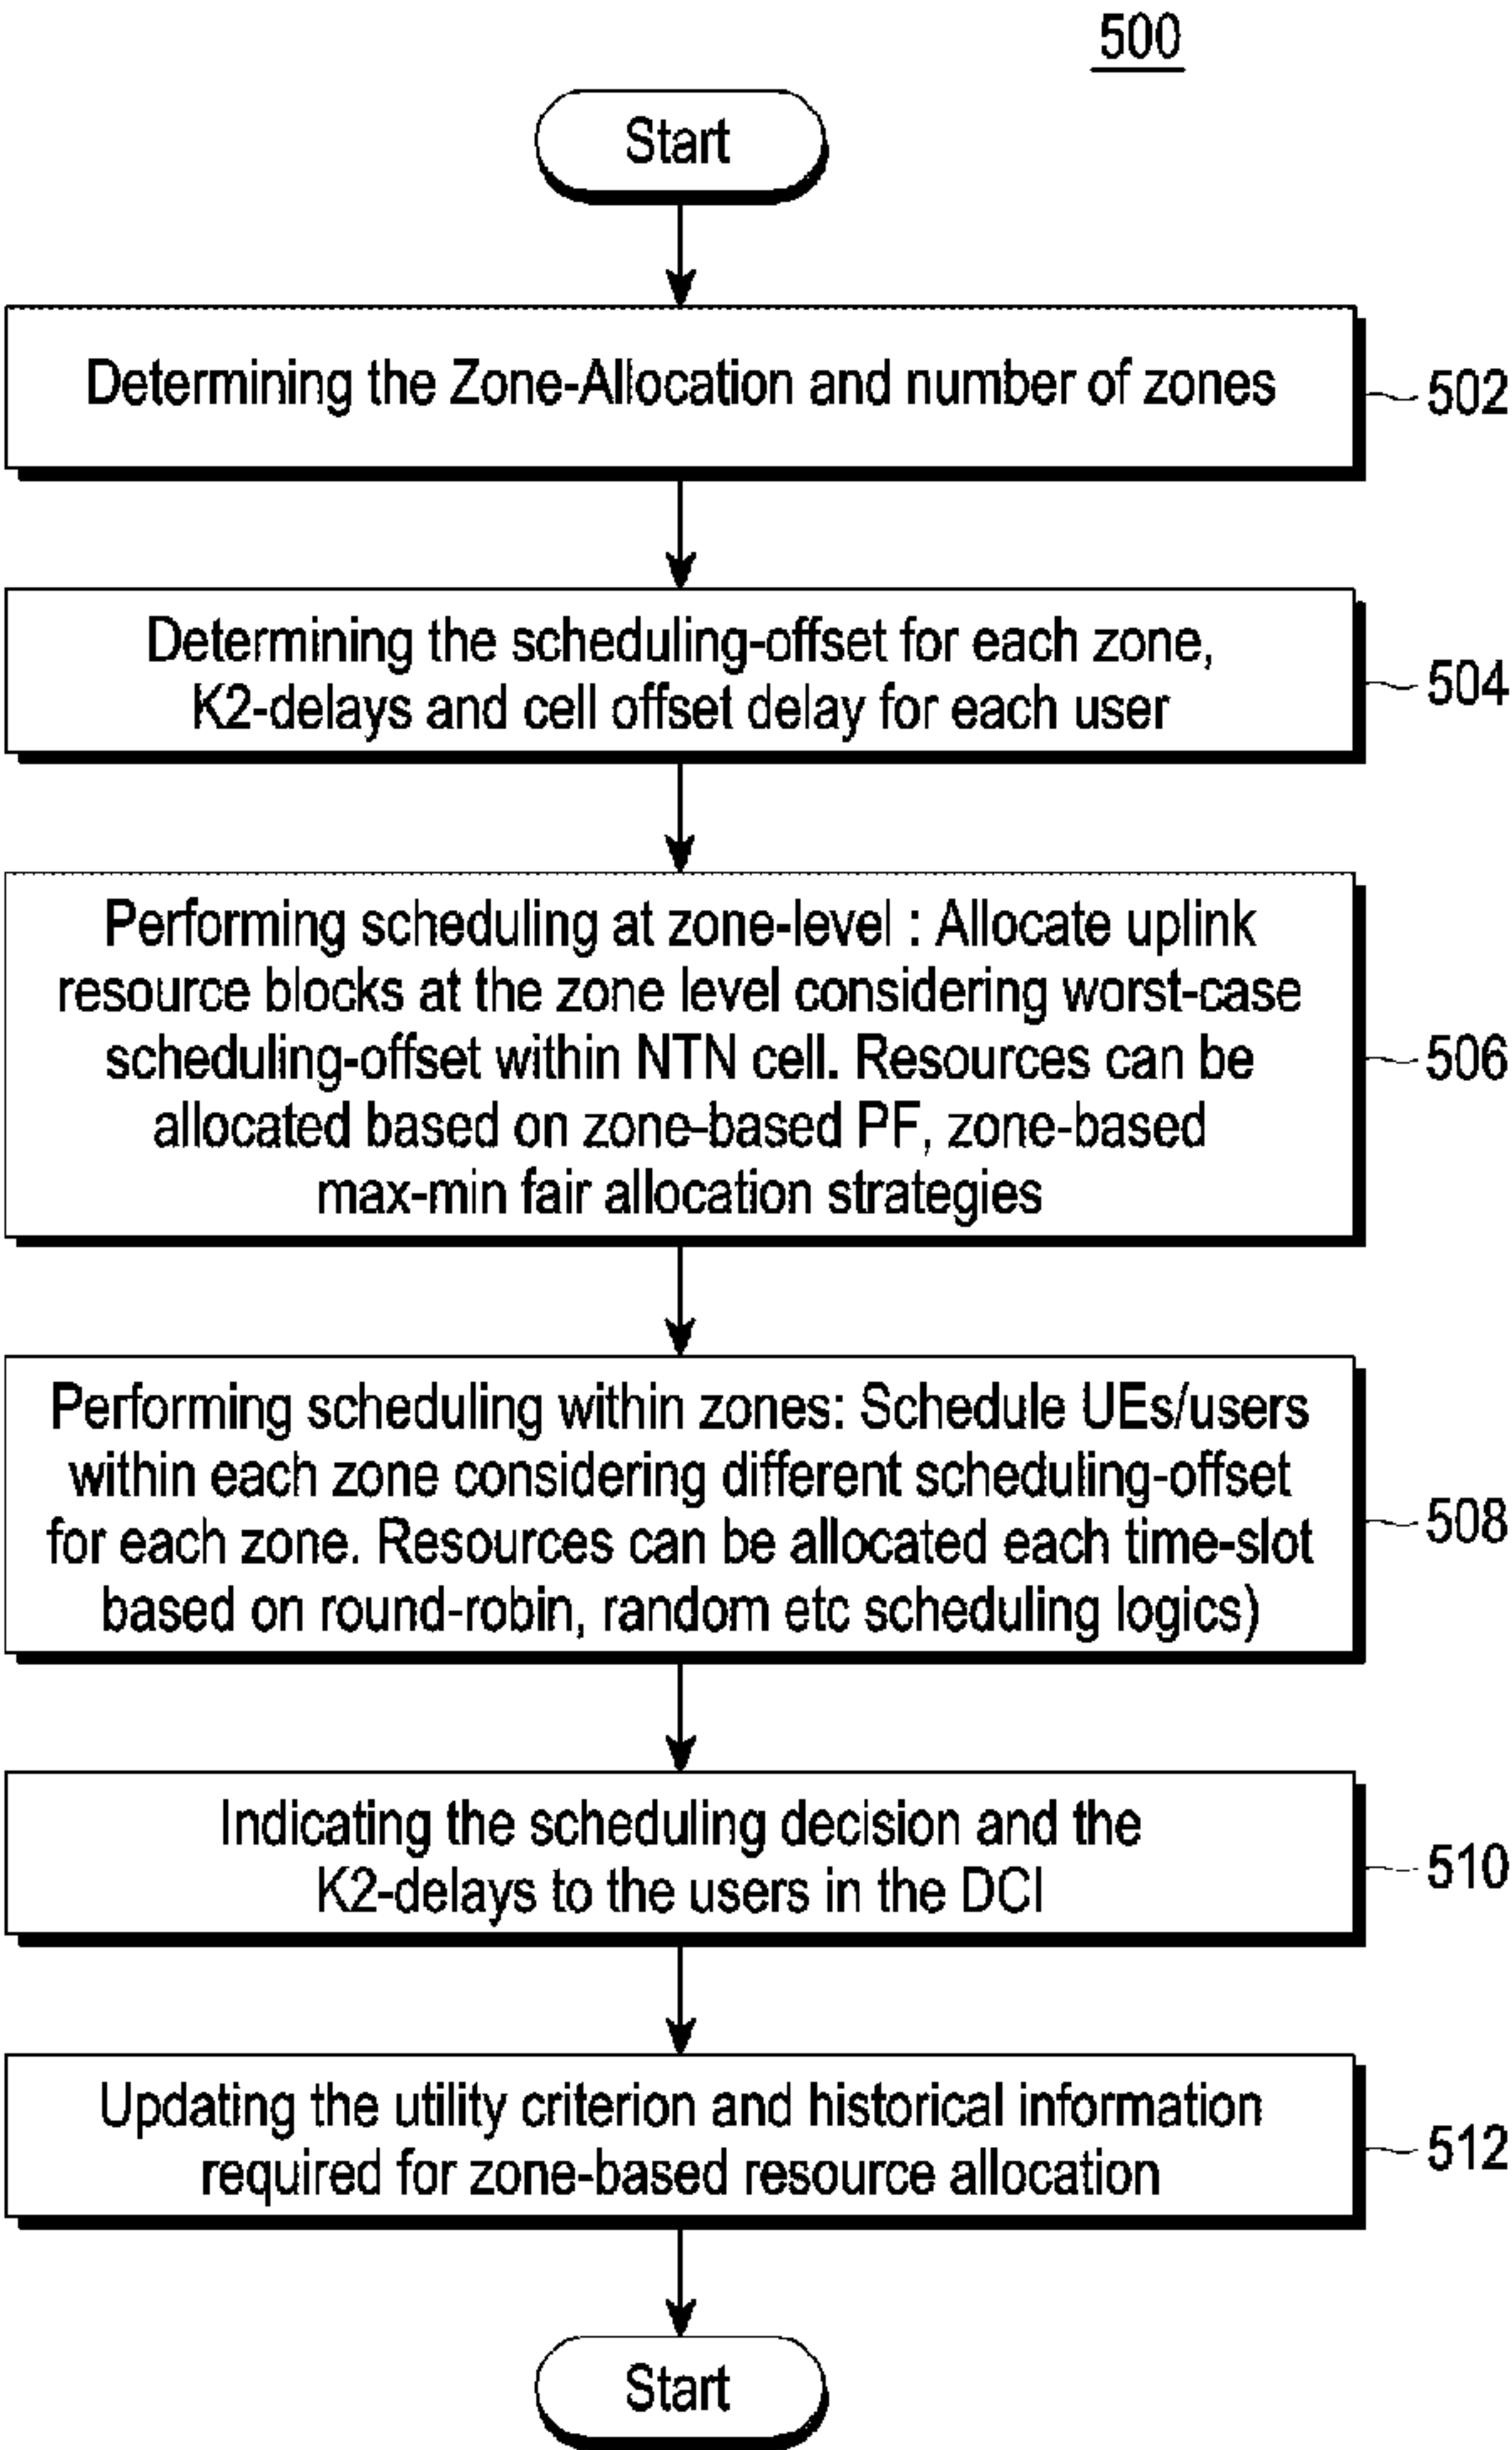 500
Start
Determining the Zone-Allocation and number of zones
502
Determining the scheduling-offset for each zone,
K2-delays and cell offset delay for each user
504
Performing scheduling at zone-level : Allocate uplink
resource blocks at the zone level considering worst-case
scheduling-offset within NTN cell. Resources can be
allocated based on zone-based PF, zone-based
max-min fair allocation strategies
506
Performing scheduling within zones: Schedule UEs/users
within each zone considering different scheduling-offset
for each zone. Resources can be allocated each time-slot
based on round-robin, random etc scheduling logics)
508
Indicating the scheduling decision and the
K2-delays to the users in the DCI
510
Updating the utility criterion and historical information
required for zone-based resource allocation
512
Start